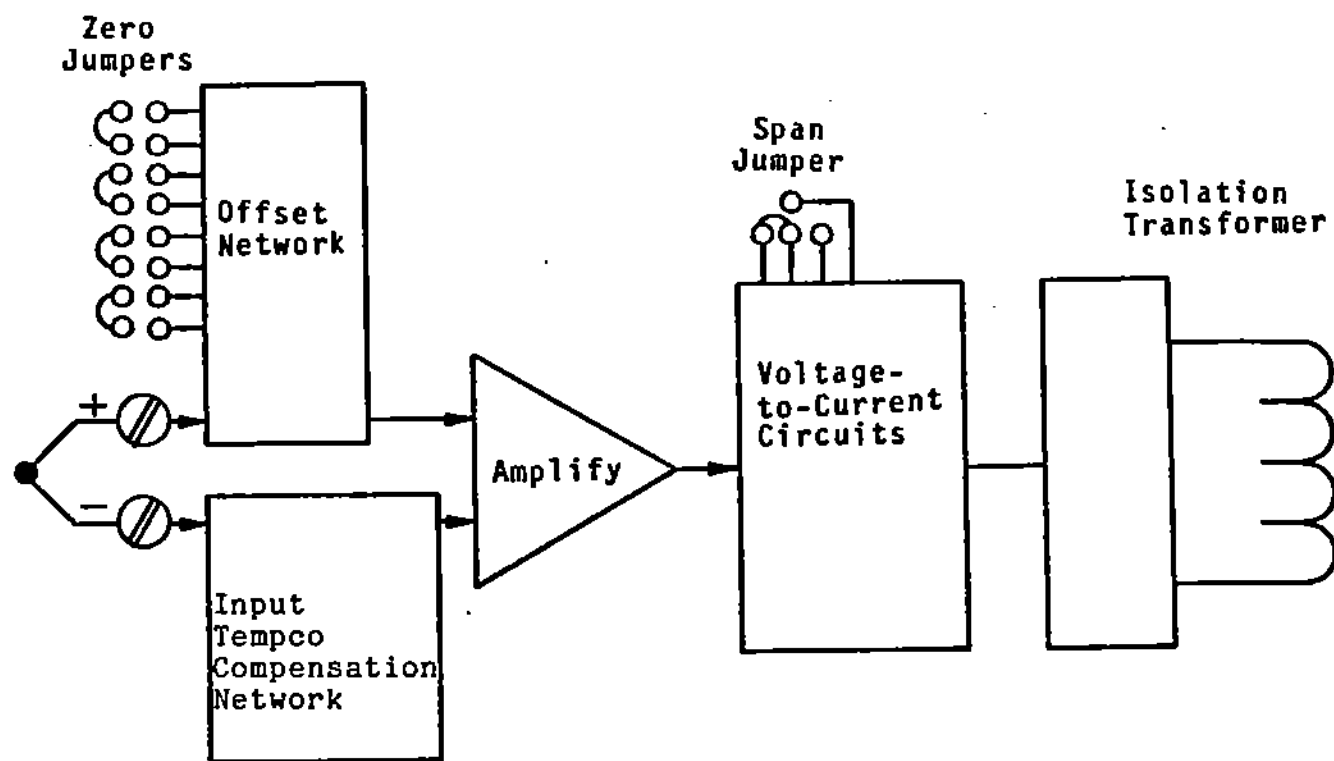 Zero
Jumpers
Offset
Network
Span
Jumper
Isolation
Transformer
+
Amplify
Voltage-
to-Current
Circuits
−
Input
Tempco
Compensation
Network